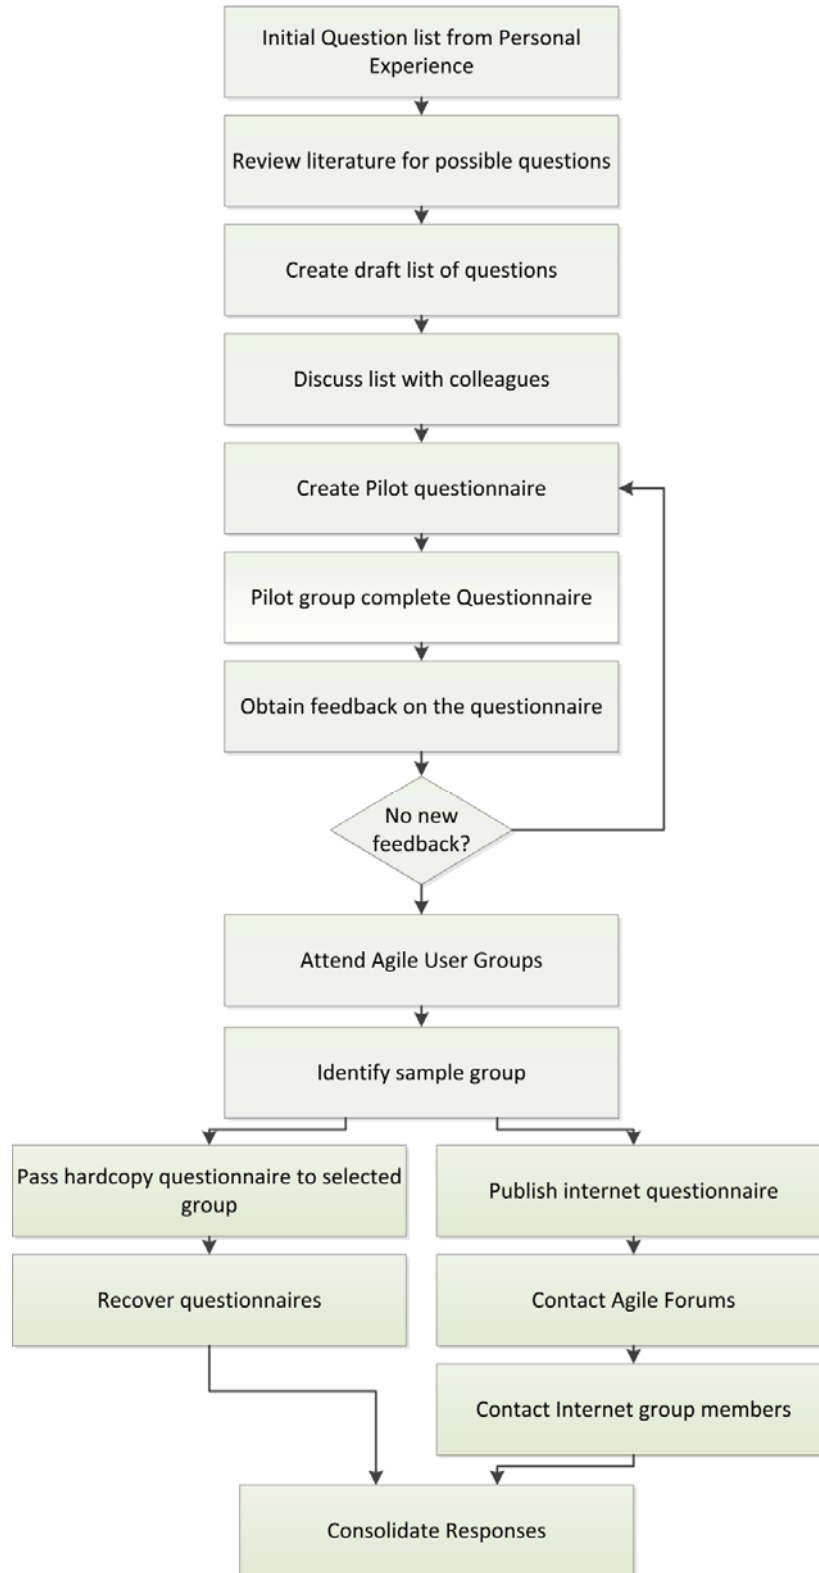 Initial Question list from Personal
Experience
Review literature for possible questions
Create draft list of questions
Discuss list with colleagues
Create Pilot questionnaire
Pilot group complete Questionnaire
Obtain feedback on the questionnaire
No new
feedback?
Attend Agile User Groups
Identify sample group
Pass hardcopy questionnaire to selected
group
Recover questionnaires
Publish internet questionnaire
Contact Agile Forums
Contact Internet group members
Consolidate Responses